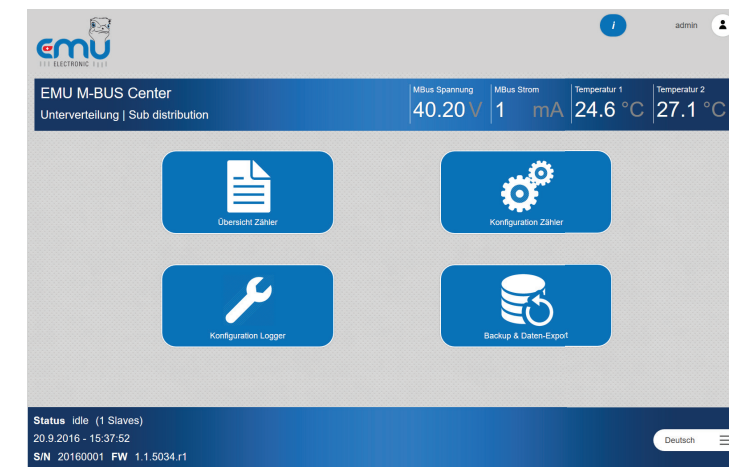 emu
ELECTRONIC
i
admin
EMU M-BUS Center
Unterverteilung | Sub distribution
MBus Spannung
40.20 V
MBus Strom
1 mA
Temperatur 1
24.6 °C
Temperatur 2
27.1 °C
Übersicht Zähler
Konfiguration Zähler
Konfiguration Logger
Backup & Daten-Export
Status idle (1 Slaves)
20.9.2016 - 15:37:52
S/N 20160001 FW 1.1.5034.r1
Deutsch